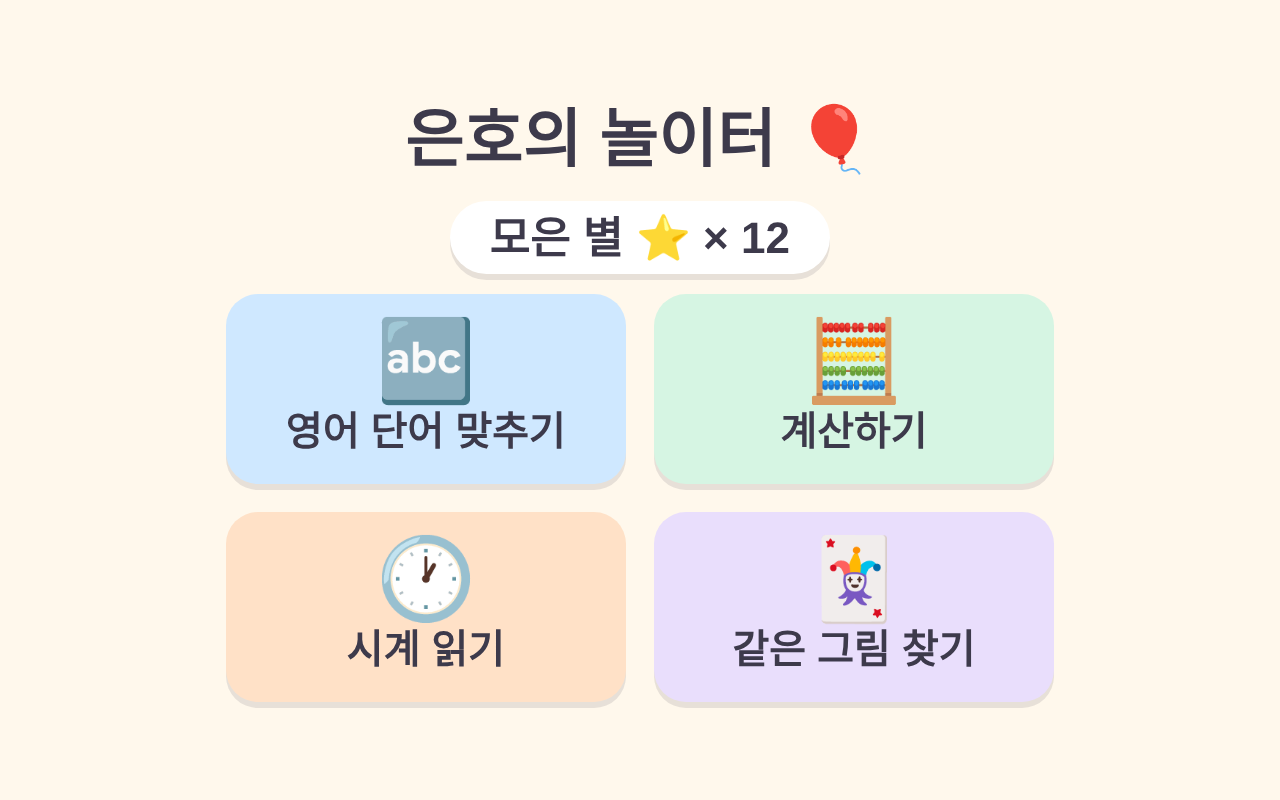 은호의 놀이터 🎈
모은 별 ⭐ × 12
abc
영어 단어 맞추기
계산하기
시계 읽기
같은 그림 찾기